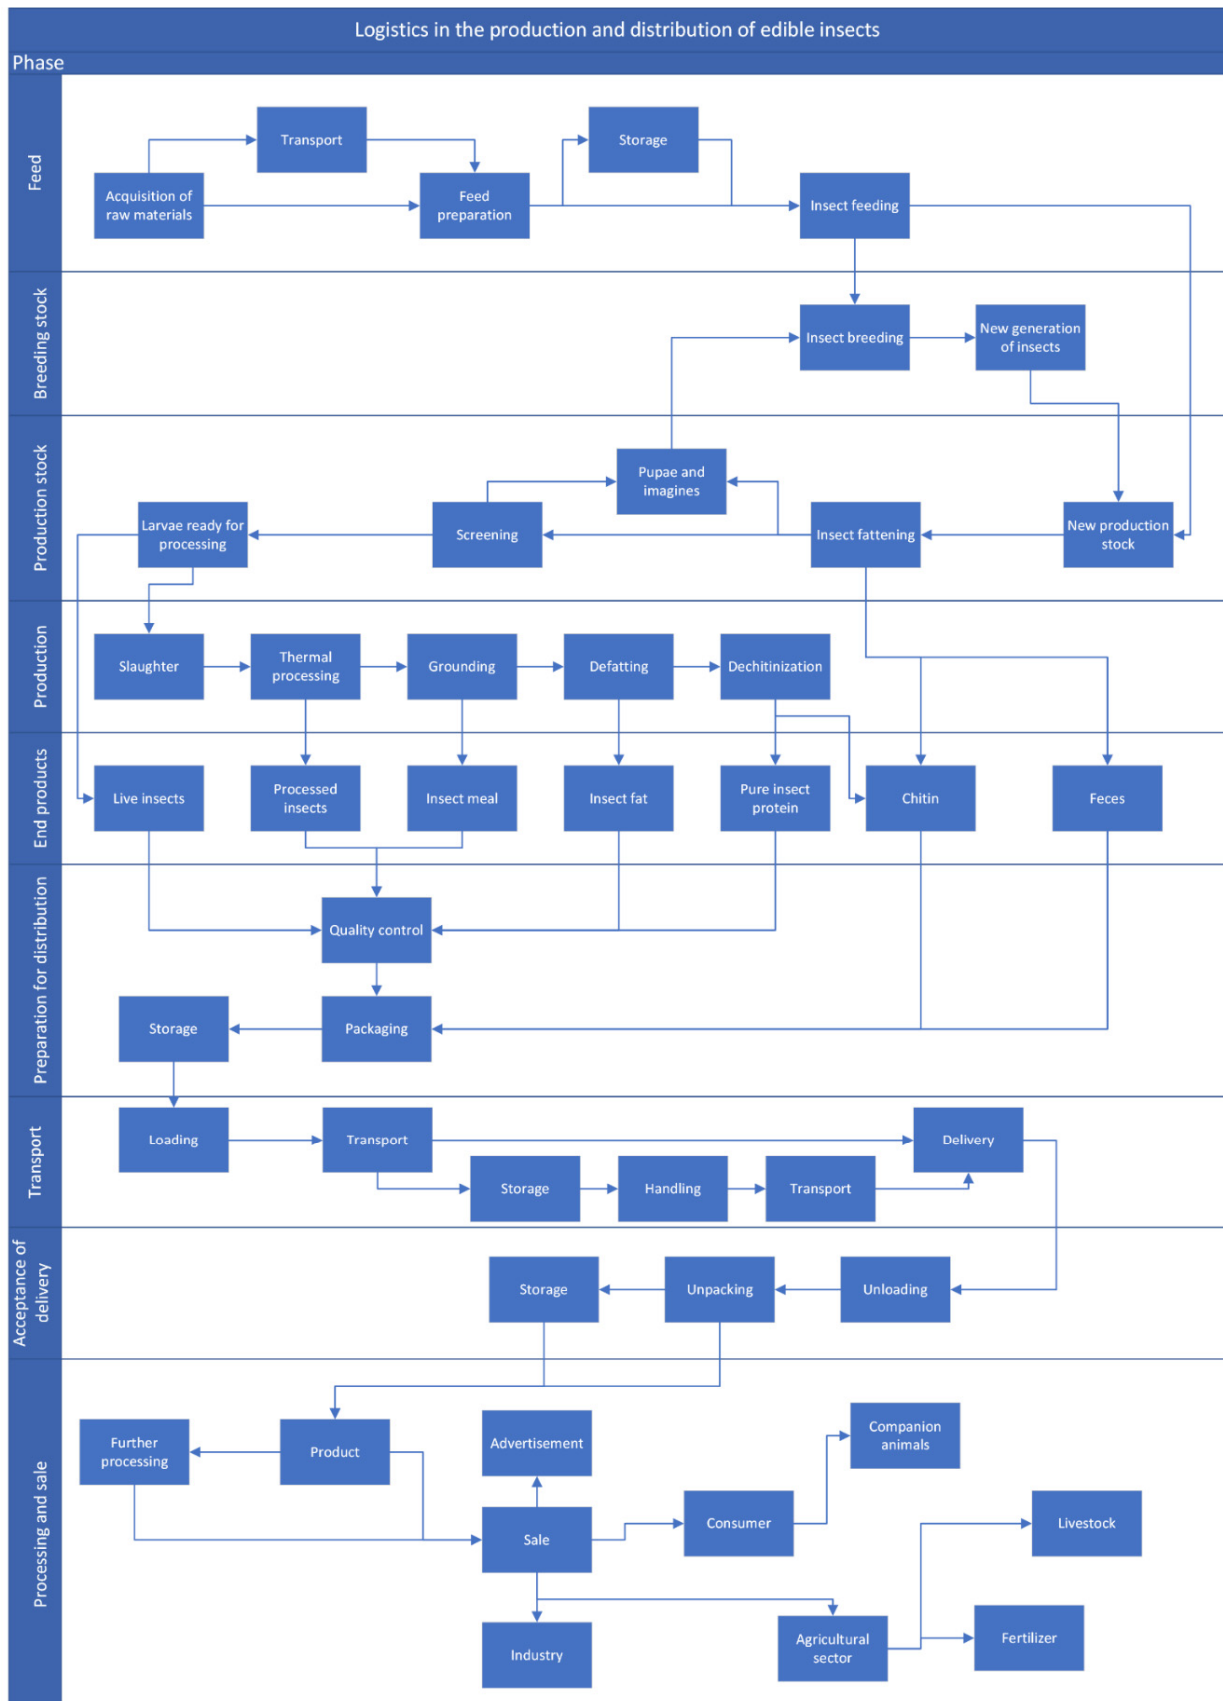 Logistics in the production and distribution of edible insects
Phase
Feed
Transport
Storage
Acquisition of
raw materials
Feed
preparation
Insect feeding
Breeding stock
Insect breeding
New generation
of insects
Production stock
Pupae and
imagines
Larvae ready for
processing
Screening
Insect fattening
New production
stock
Production
Slaughter
Thermal
processing
Grounding
Defatting
Dechitinization
End products
Live insects
Processed
insects
Insect meal
Insect fat
Pure insect
protein
Chitin
Feces
Preparation for distribution
Quality control
Storage
Packaging
Transport
Loading
Transport
Delivery
Storage
Handling
Transport
Acceptance of
delivery
Storage
Unpacking
Unloading
Processing and sale
Further
processing
Product
Advertisement
Companion
animals
Sale
Consumer
Livestock
Industry
Agricultural
sector
Fertilizer